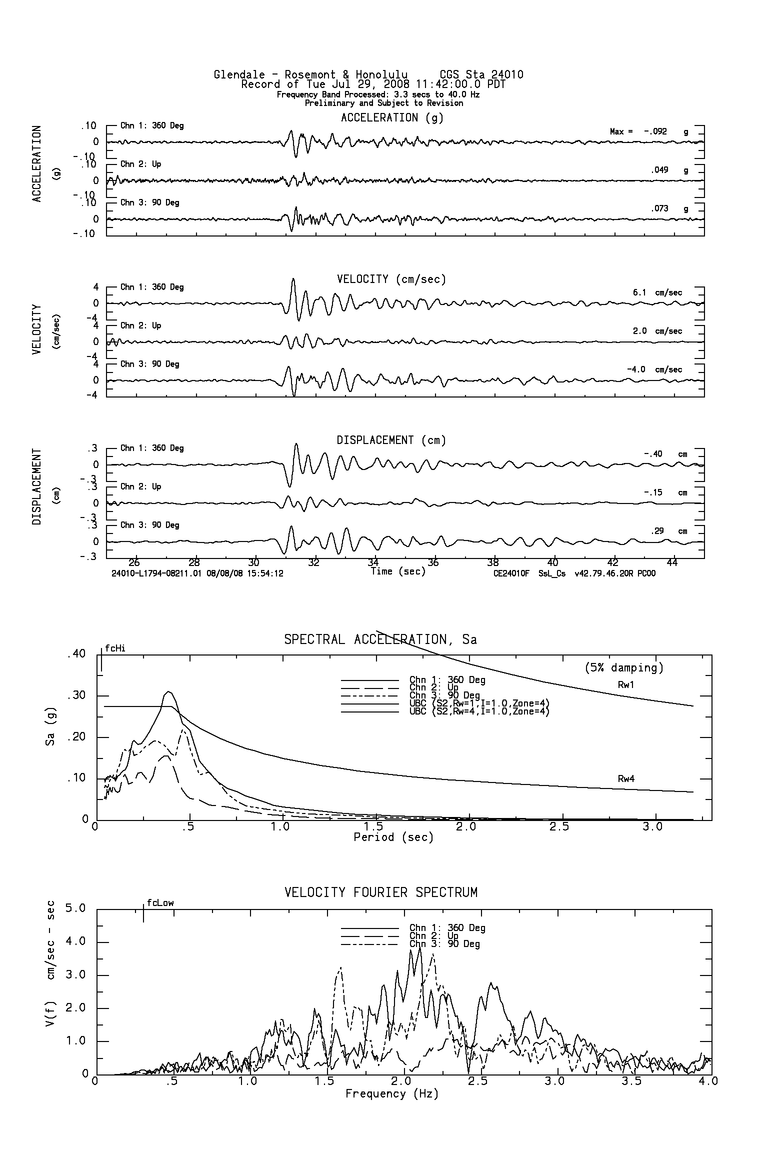 Glendale - Rosemont & Honolulu CGS Sta 24010
Record of Tue Jul 29, 2008 11:42:00.0 PDT
Frequency Band Processed: 3.3 secs to 40.0 Hz
Preliminary and Subject to Revision
ACCELERATION (g)
ACCELERATION
(g)
.10
0
-.10
Chn 1: 360 Deg
Max = -.092 g
.10
0
-.10
Chn 2: Up
.049 g
.10
0
-.10
Chn 3: 90 Deg
.073 g
VELOCITY (cm/sec)
VELOCITY
(cm/sec)
4
0
-4
Chn 1: 360 Deg
6.1 cm/sec
4
0
-4
Chn 2: Up
2.0 cm/sec
4
0
-4
Chn 3: 90 Deg
-4.0 cm/sec
DISPLACEMENT (cm)
DISPLACEMENT
(cm)
.3
0
-.3
Chn 1: 360 Deg
-.40 cm
.3
0
-.3
Chn 2: Up
-.15 cm
.3
0
-.3
Chn 3: 90 Deg
.29 cm
26 28 30 32 34 36 38 40 42 44
24010-L1794-08211.01 08/08/08 15:54:12 Time (sec) CE24010F SsL_Cs v42.79.46.20R PC00
SPECTRAL ACCELERATION, Sa
fcHi
(5% damping)
Sa (g)
.40
.30
.20
.10
0
Chn 1: 360 Deg
Chn 2: Up
Chn 3: 90 Deg
UBC (S2,Rw=1,I=1.0,Zone=4)
UBC (S2,Rw=4,I=1.0,Zone=4)
Rw1
Rw4
0 .5 1.0 1.5 2.0 2.5 3.0
Period (sec)
VELOCITY FOURIER SPECTRUM
fcLow
V(f) cm/sec - sec
5.0
4.0
3.0
2.0
1.0
0
Chn 1: 360 Deg
Chn 2: Up
Chn 3: 90 Deg
0 .5 1.0 1.5 2.0 2.5 3.0 3.5 4.0
Frequency (Hz)